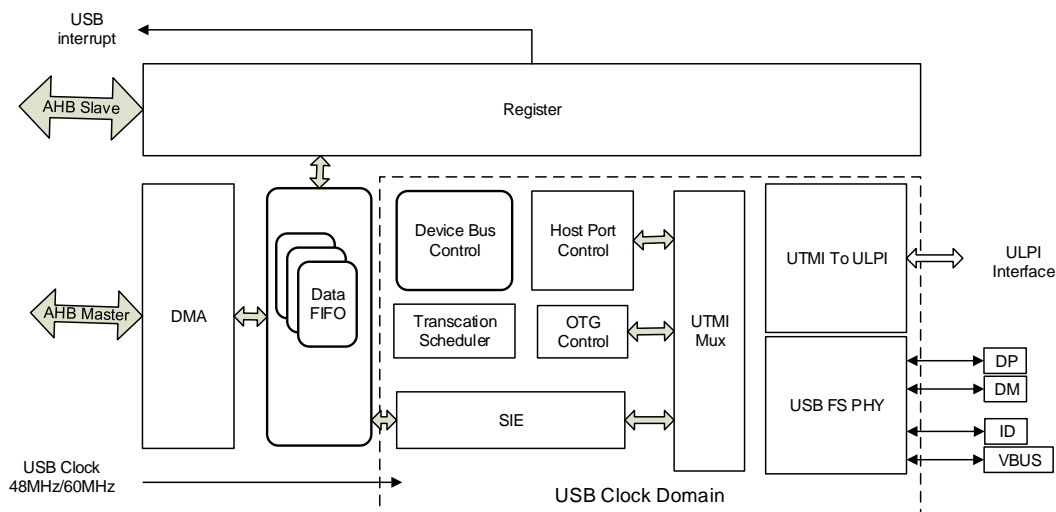 USB
interrupt
AHB Slave
Register
Device Bus
Control
Host Port
Control
UTMI To ULPI
ULPI
Interface
AHB Master
DMA
Data
FIFO
Transcation
Scheduler
OTG
Control
UTMI
Mux
USB FS PHY
DP
DM
SIE
ID
VBUS
USB Clock
48MHz/60MHz
USB Clock Domain